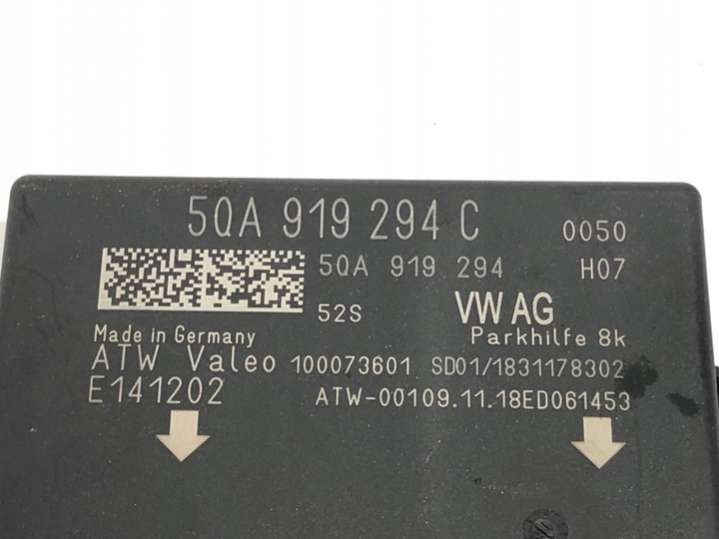 5QA 919 294 C 0050
5QA 919 294 H07
52S VW AG
Made in Germany Parkhilfe 8k
ATW Valeo 100073601 SD01/1831178302
E141202 ATW-00109.11.18ED061453